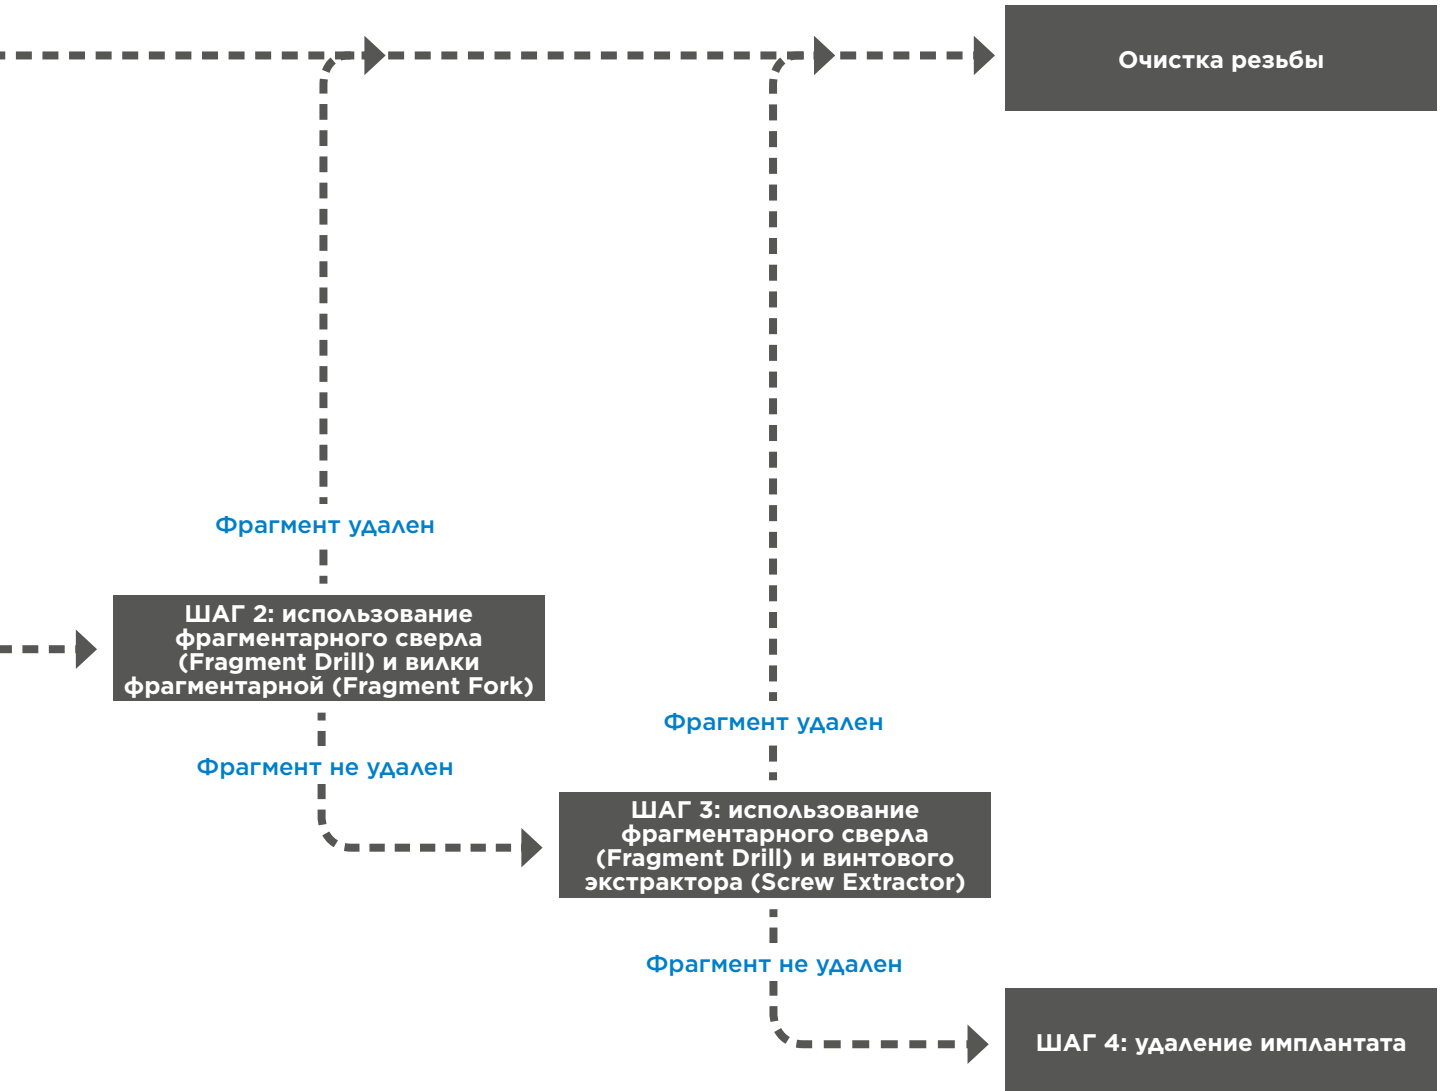 Очистка резьбы
Фрагмент удален
ШАГ 2: использование
фрагментарного сверла
(Fragment Drill) и вилки
фрагментарной (Fragment Fork)
Фрагмент не удален
Фрагмент удален
ШАГ 3: использование
фрагментарного сверла
(Fragment Drill) и винтового
экстрактора (Screw Extractor)
Фрагмент не удален
ШАГ 4: удаление имплантата